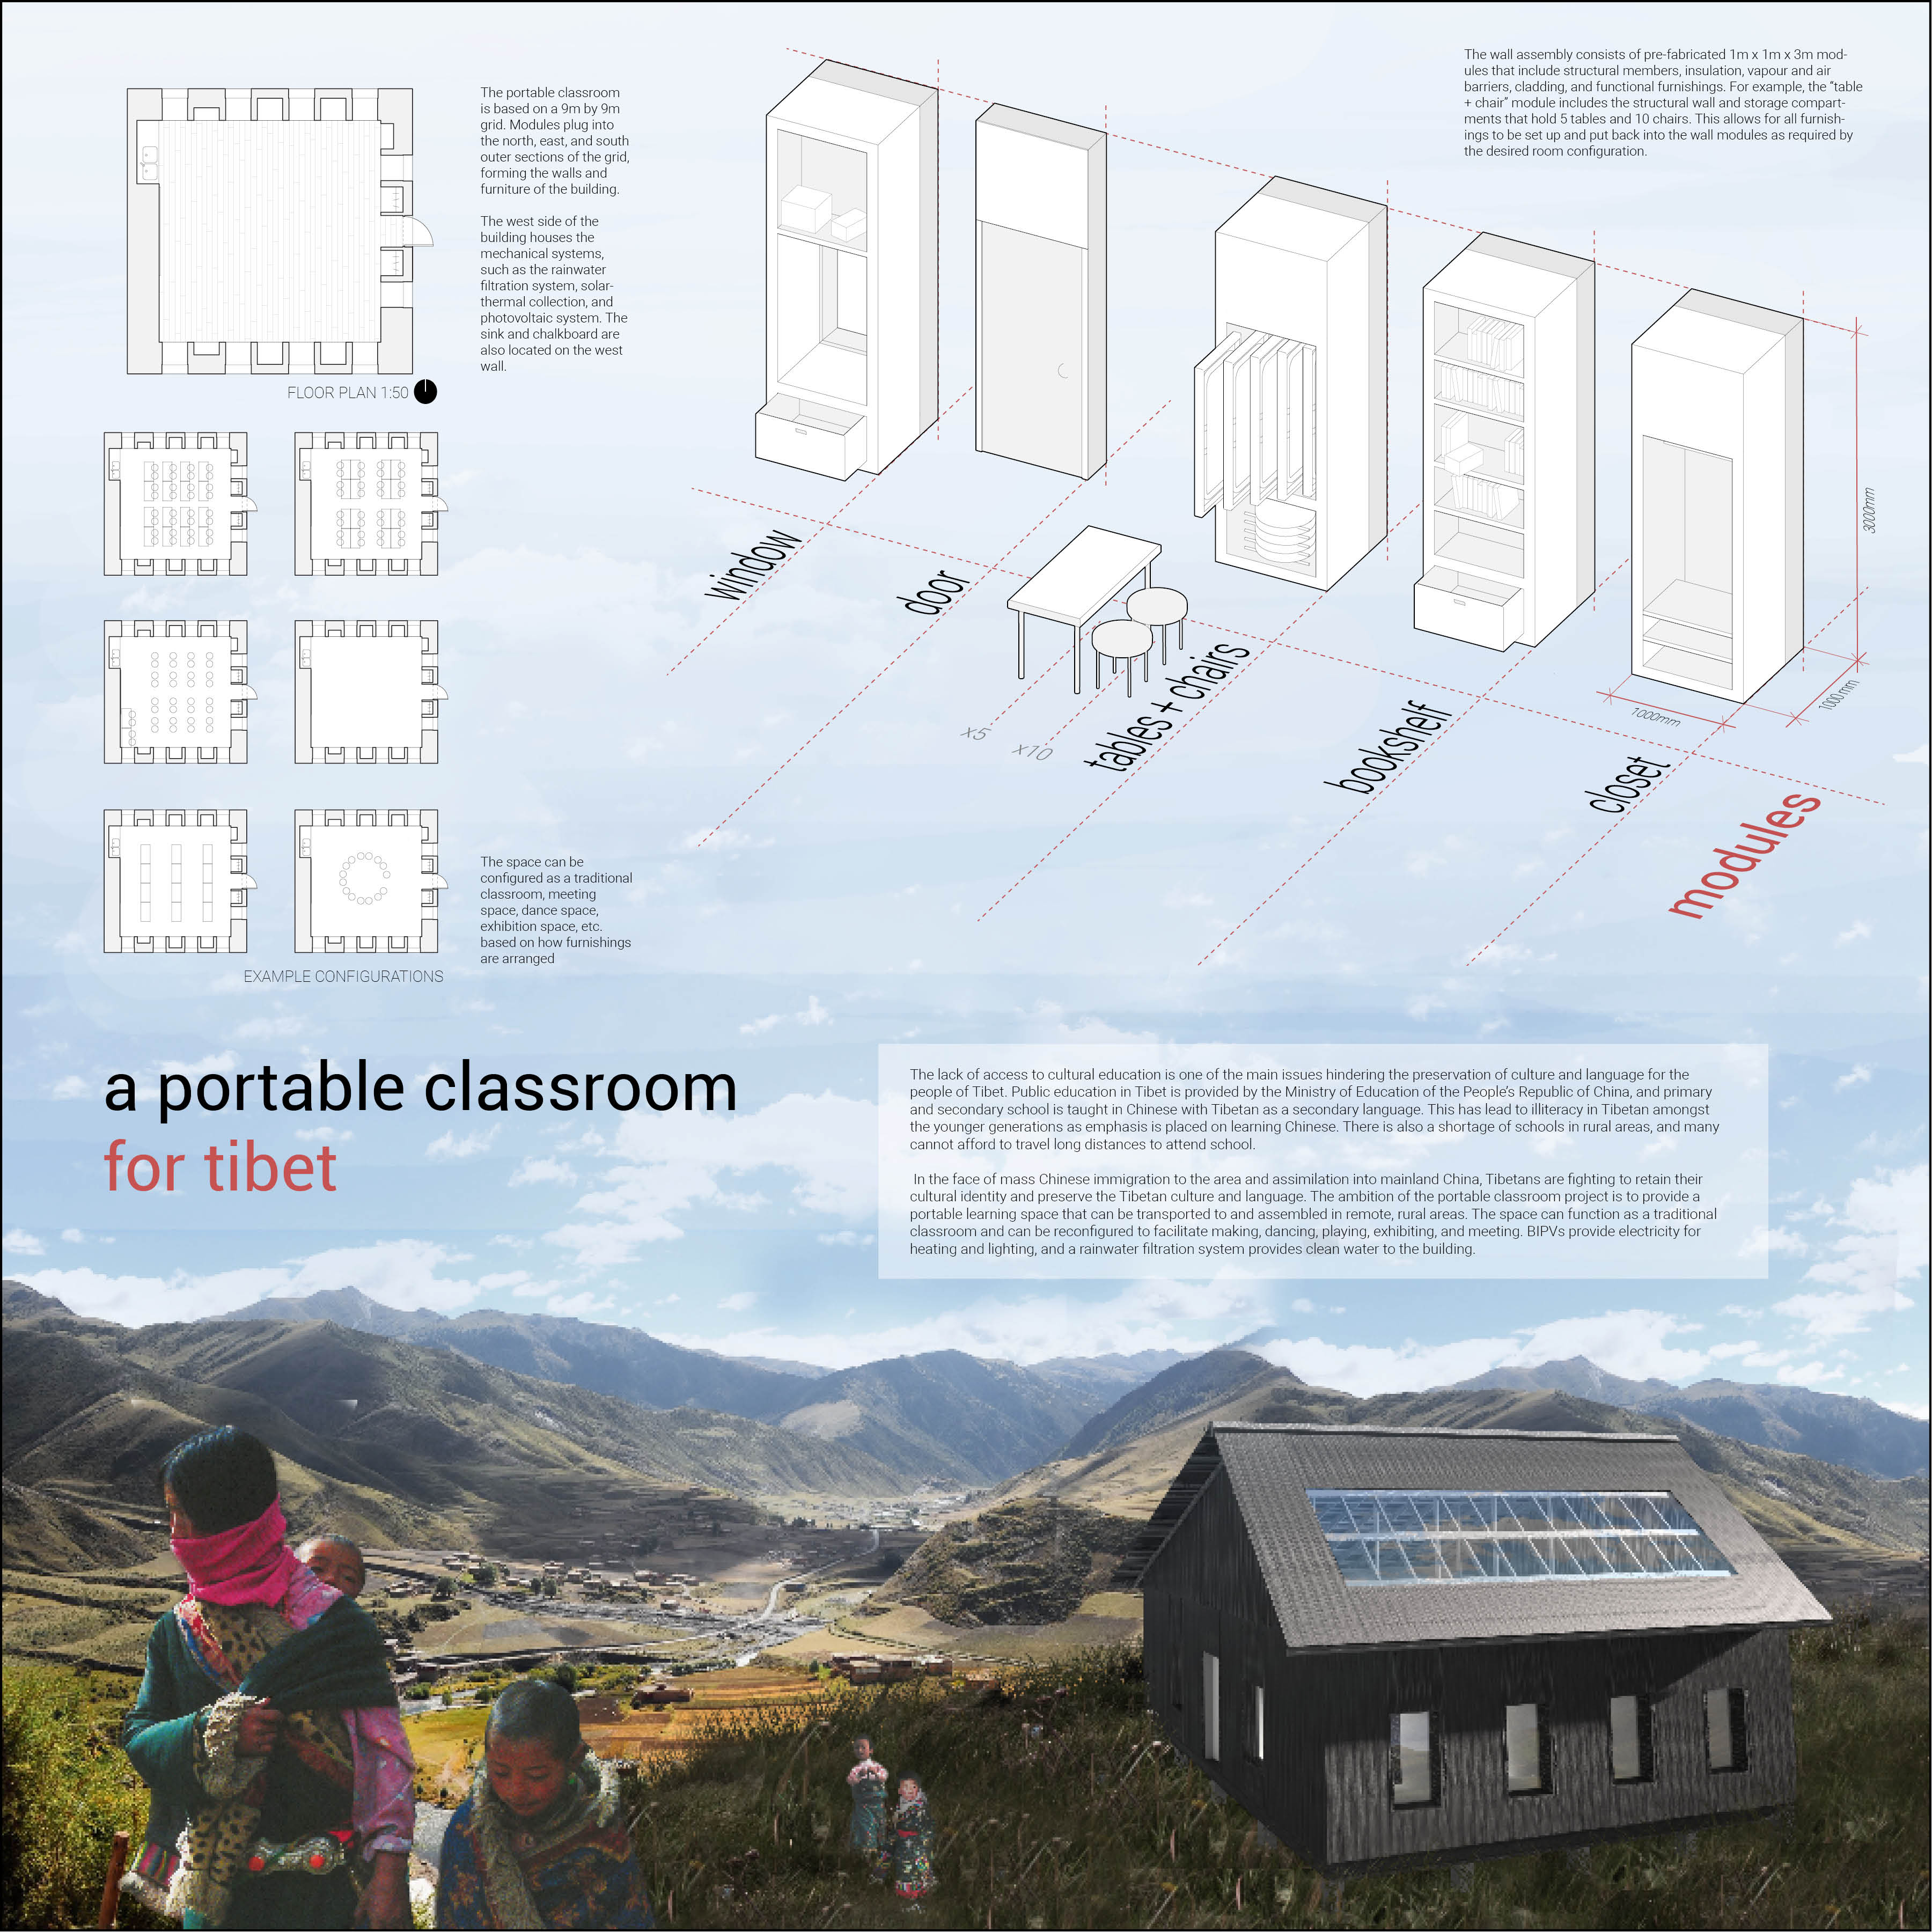 The portable classroom
is based on a 9m by 9m
grid. Modules plug into
the north, east, and south
outer sections of the grid,
forming the walls and
furniture of the building.
The west side of the
building houses the
mechanical systems,
such as the rainwater
filtration system, solar-
thermal collection, and
photovoltaic system. The
sink and chalkboard are
also located on the west
wall.
FLOOR PLAN 1:50
The wall assembly consists of pre-fabricated 1m x 1m x 3m mod-
ules that include structural members, insulation, vapour and air
barriers, cladding, and functional furnishings. For example, the “table
+ chair” module includes the structural wall and storage compart-
ments that hold 5 tables and 10 chairs. This allows for all furnish-
ings to be set up and put back into the wall modules as required by
the desired room configuration.
window
door
x5
x10
tables + chairs
bookshelf
closet
modules
1000mm
1000 mm
3000mm
The space can be
configured as a traditional
classroom, meeting
space, dance space,
exhibition space, etc.
based on how furnishings
are arranged
EXAMPLE CONFIGURATIONS
a portable classroom
for tibet
The lack of access to cultural education is one of the main issues hindering the preservation of culture and language for the
people of Tibet. Public education in Tibet is provided by the Ministry of Education of the People’s Republic of China, and primary
and secondary school is taught in Chinese with Tibetan as a secondary language. This has lead to illiteracy in Tibetan amongst
the younger generations as emphasis is placed on learning Chinese. There is also a shortage of schools in rural areas, and many
cannot afford to travel long distances to attend school.
In the face of mass Chinese immigration to the area and assimilation into mainland China, Tibetans are fighting to retain their
cultural identity and preserve the Tibetan culture and language. The ambition of the portable classroom project is to provide a
portable learning space that can be transported to and assembled in remote, rural areas. The space can function as a traditional
classroom and can be reconfigured to facilitate making, dancing, playing, exhibiting, and meeting. BIPVs provide electricity for
heating and lighting, and a rainwater filtration system provides clean water to the building.